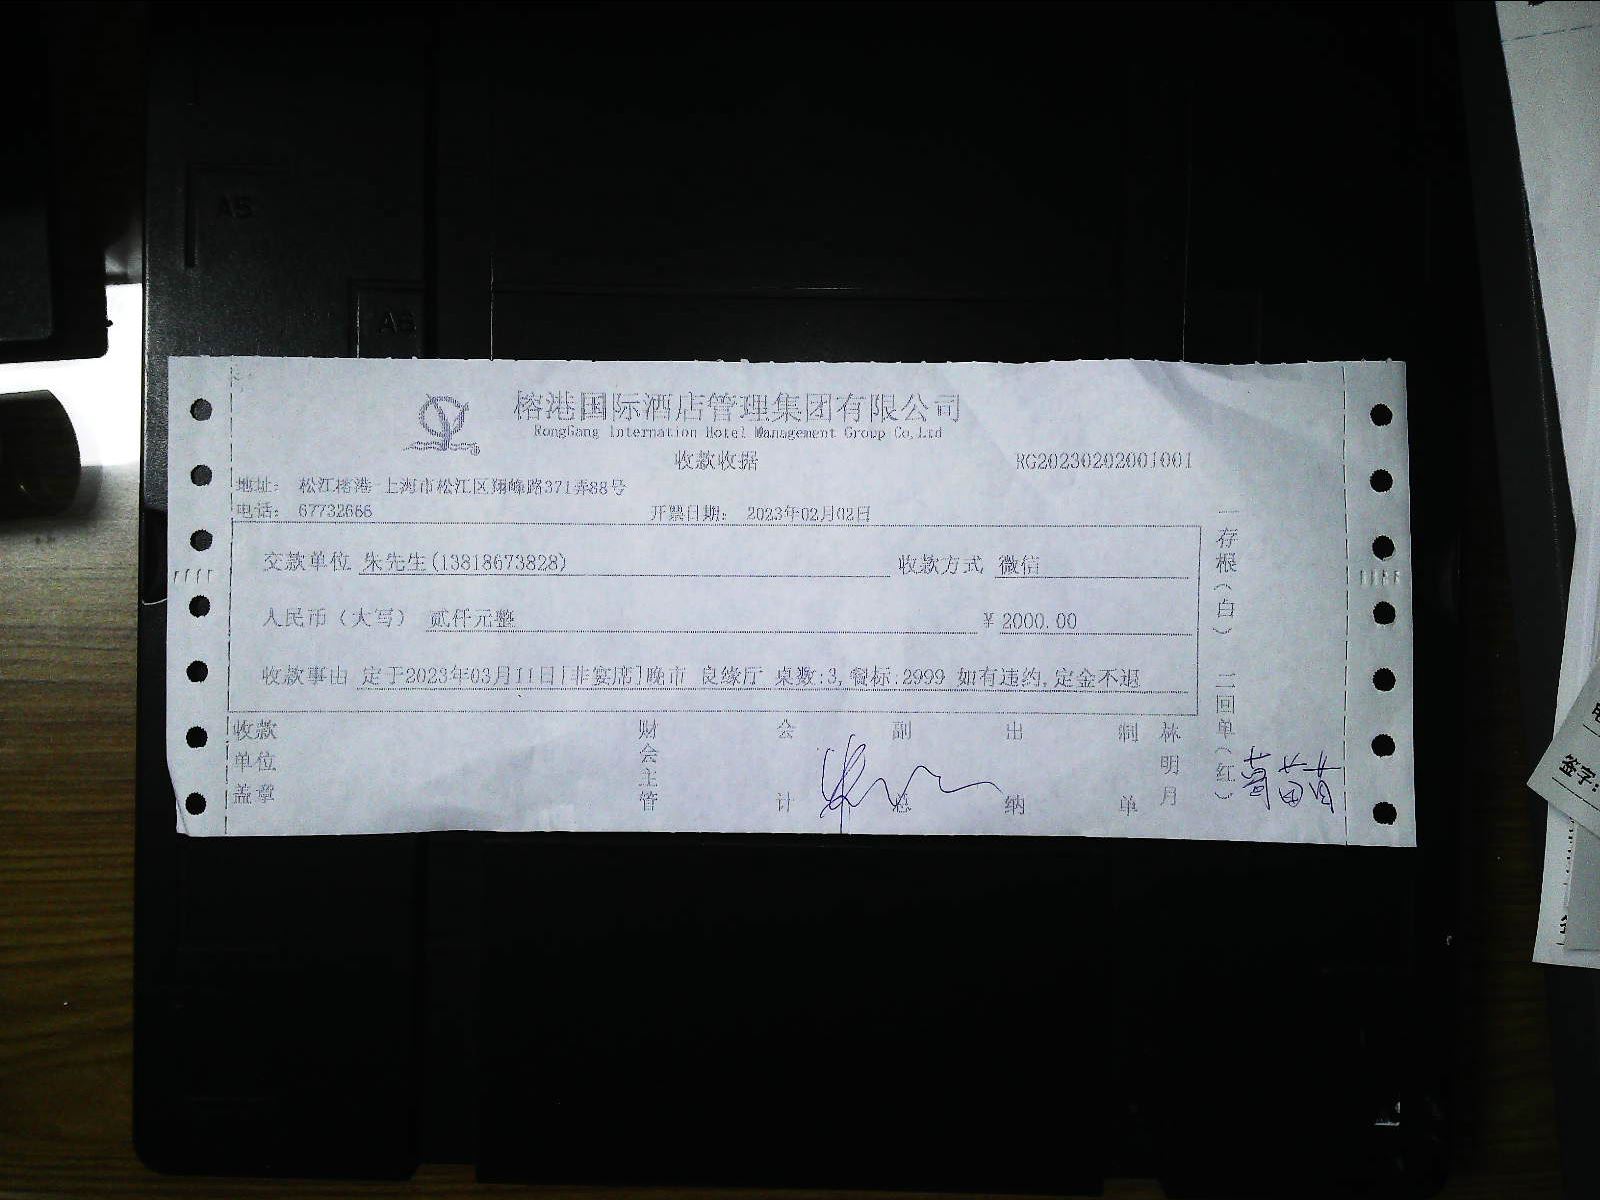 A5
A6
榕港国际酒店管理集团有限公司
RongGang Internation Hotel Management Group Co,Ltd
收款收据
RG20230202001001
地址： 松江榕港-上海市松江区翔峰路371弄88号
电话： 67732666
开票日期： 2023年02月02日
交款单位 朱先生(13818673828)
收款方式 微信
人民币（大写） 贰仟元整
¥ 2000.00
收款事由 定于2023年03月11日[非宴席]晚市 良缘厅 桌数:3,餐标:2999 如有违约,定金不退
收款单位盖章
财会主管
会计
副总
出纳
制单
林明月
一存根（白） 二回单（红）
签字: